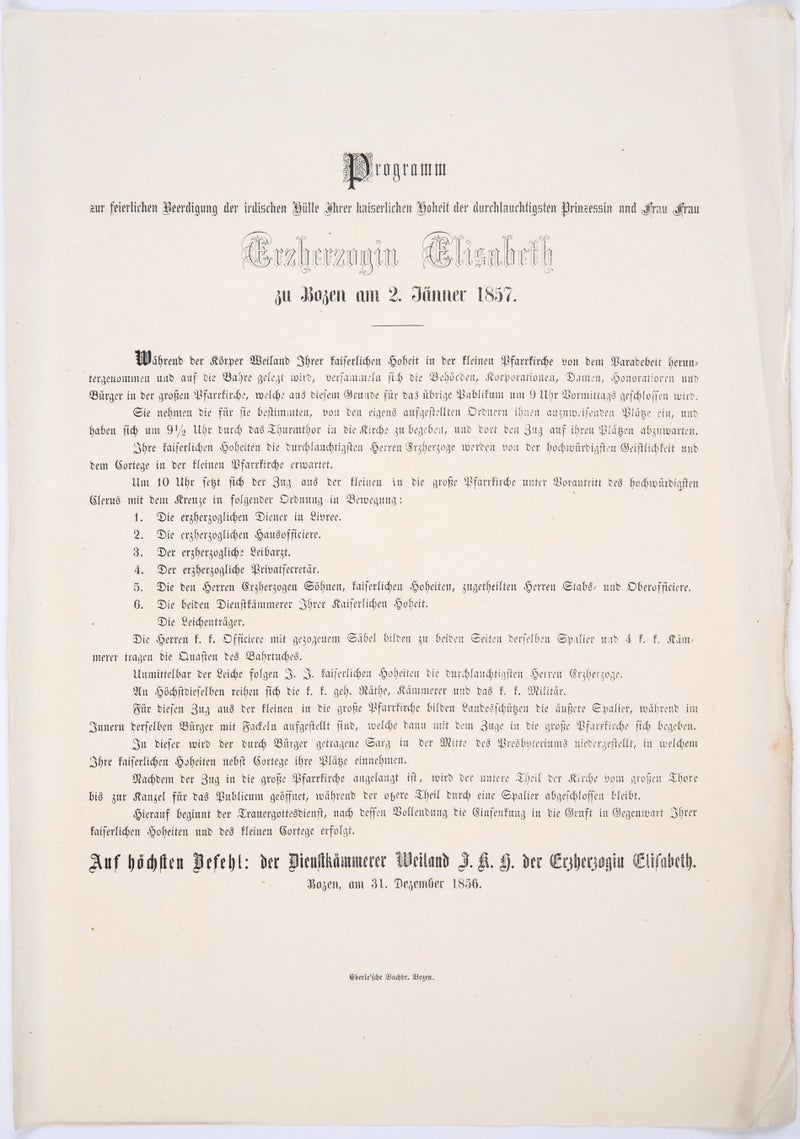 Programm
zur feierlichen Beerdigung der irdischen Hülle Ihrer kaiserlichen Hoheit der durchlauchtigsten Prinzessin und Frau Frau
Erzherzogin Elisabeth
zu Bozen am 2. Jänner 1857.
Während der Körper Weiland Ihrer kaiserlichen Hoheit in der kleinen Pfarrkirche von dem Paradebett herun-
tergenommen und auf die Bahre gelegt wird, versammeln sich die Behörden, Korporationen, Damen, Honoratioren und
Bürger in der großen Pfarrkirche, welche aus diesem Grunde für das übrige Publikum um 9 Uhr Vormittags geschlossen wird.
Sie nehmen die für sie bestimmten, von den eigens aufgestellten Ordnern ihnen anzuweisenden Plätze ein, und
haben sich um 9½ Uhr durch das Thurmthor in die Kirche zu begeben, und dort den Zug auf ihren Plätzen abzuwarten.
Ihre kaiserlichen Hoheiten die durchlauchtigsten Herren Erzherzoge werden von der hochwürdigsten Geistlichkeit und
dem Cortege in der kleinen Pfarrkirche erwartet.
Um 10 Uhr setzt sich der Zug aus der kleinen in die große Pfarrkirche unter Vorantritt des hochwürdigsten
Clerus mit dem Kreuze in folgender Ordnung in Bewegung:
1. Die erzherzoglichen Diener in Livree.
2. Die erzherzoglichen Hausofficiere.
3. Der erzherzogliche Leibarzt.
4. Der erzherzogliche Privatsecretär.
5. Die den Herren Erzherzogen Söhnen, kaiserlichen Hoheiten, zugetheilten Herren Stabs- und Oberofficiere.
6. Die beiden Dienstkämmerer Ihrer Kaiserlichen Hoheit.
Die Leichenträger.
Die Herren k. k. Officiere mit gezogenem Säbel bilden zu beiden Seiten derselben Spalier und 4 k. k. Käm-
merer tragen die Quasten des Bahrtuches.
Unmittelbar der Leiche folgen J. J. kaiserlichen Hoheiten die durchlauchtigsten Herren Erzherzoge.
An Höchstdieselben reihen sich die k. k. geh. Räthe, Kämmerer und das k. k. Militär.
Für diesen Zug aus der kleinen in die große Pfarrkirche bilden Landesschützen die äußere Spalier, während im
Innern derselben Bürger mit Fackeln aufgestellt sind, welche dann mit dem Zuge in die große Pfarrkirche sich begeben.
In dieser wird der durch Bürger getragene Sarg in der Mitte des Presbyteriums niedergestellt, in welchem
Ihre kaiserlichen Hoheiten nebst Cortege ihre Plätze einnehmen.
Nachdem der Zug in die große Pfarrkirche angelangt ist, wird der untere Theil der Kirche vom großen Thore
bis zur Kanzel für das Publicum geöffnet, während der obere Theil durch eine Spalier abgeschlossen bleibt.
Hierauf beginnt der Trauergottesdienst, nach dessen Vollendung die Einsenkung in die Gruft in Gegenwart Ihrer
kaiserlichen Hoheiten und des kleinen Cortege erfolgt.
Auf höchsten Befehl: der Dienstkämmerer Weiland J. K. H. der Erzherzogin Elisabeth.
Bozen, am 31. Dezember 1856.
Eberle'sche Buchdr. Bozen.